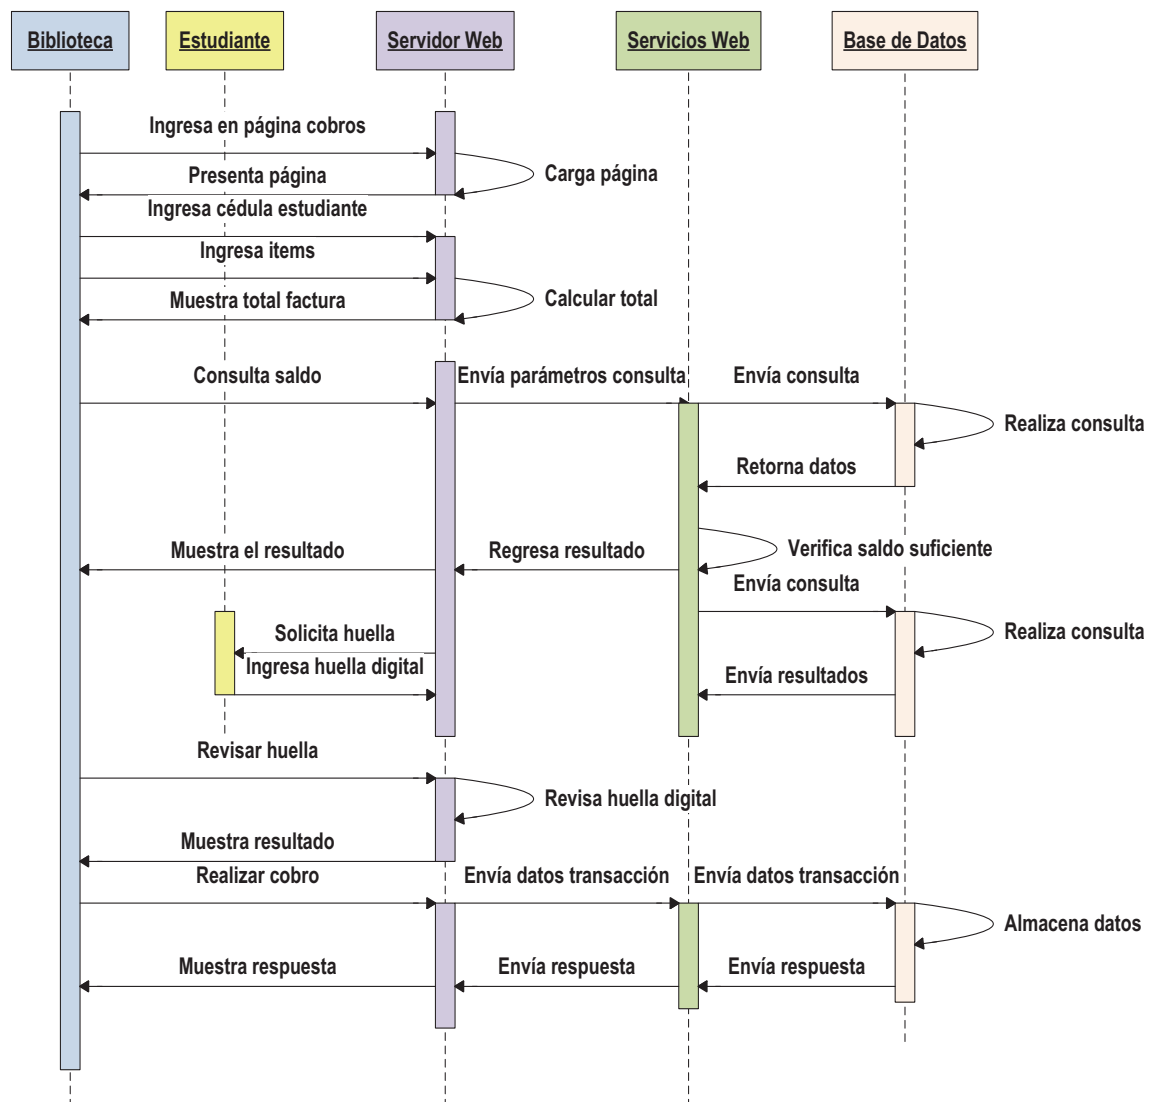 Biblioteca
Estudiante
Servidor Web
Servicios Web
Base de Datos
Ingresa en página cobros
Carga página
Presenta página
Ingresa cédula estudiante
Ingresa items
Calcular total
Muestra total factura
Consulta saldo
Envía parámetros consulta
Envía consulta
Realiza consulta
Retorna datos
Verifica saldo suficiente
Regresa resultado
Muestra el resultado
Envía consulta
Realiza consulta
Solicita huella
Ingresa huella digital
Envía resultados
Revisar huella
Revisa huella digital
Muestra resultado
Realizar cobro
Envía datos transacción
Envía datos transacción
Almacena datos
Muestra respuesta
Envía respuesta
Envía respuesta